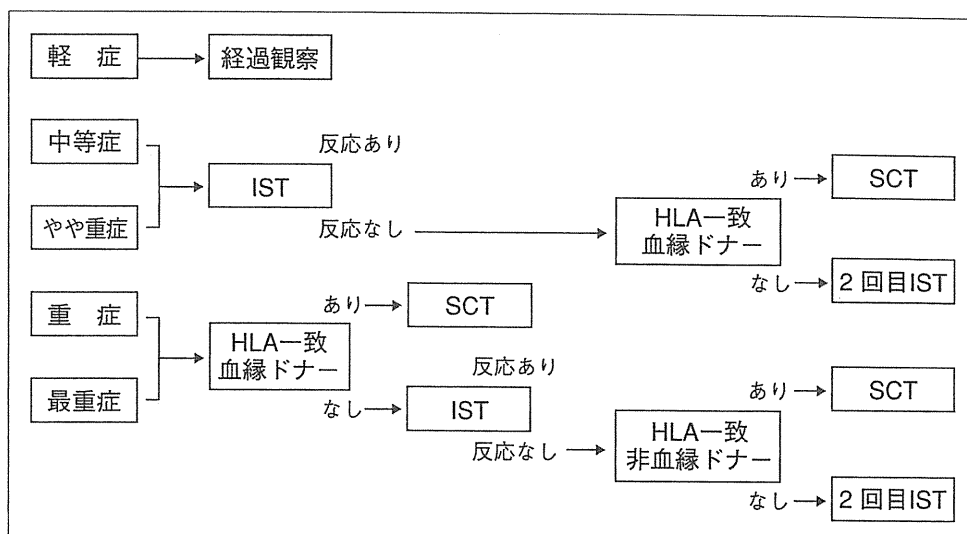 軽 症
経過観察
中等症
やや重症
IST
反応あり
反応なし
HLA一致
血縁ドナー
あり
SCT
なし
2回目IST
重 症
最重症
HLA一致
血縁ドナー
あり
SCT
なし
IST
反応あり
反応なし
HLA一致
非血縁ドナー
あり
SCT
なし
2回目IST